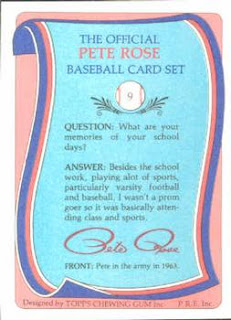 THE OFFICIAL
PETE ROSE
BASEBALL CARD SET
9
QUESTION: What are your
memories of your school
days?
ANSWER: Besides the school
work, playing alot of sports,
particularly varsity football
and baseball. I wasn't a prom
goer so it was basically atten-
ding class and sports.
Pete Rose
FRONT: Pete in the army in 1963.
Designed by TOPPS CHEWING GUM Inc P.R.E. Inc.